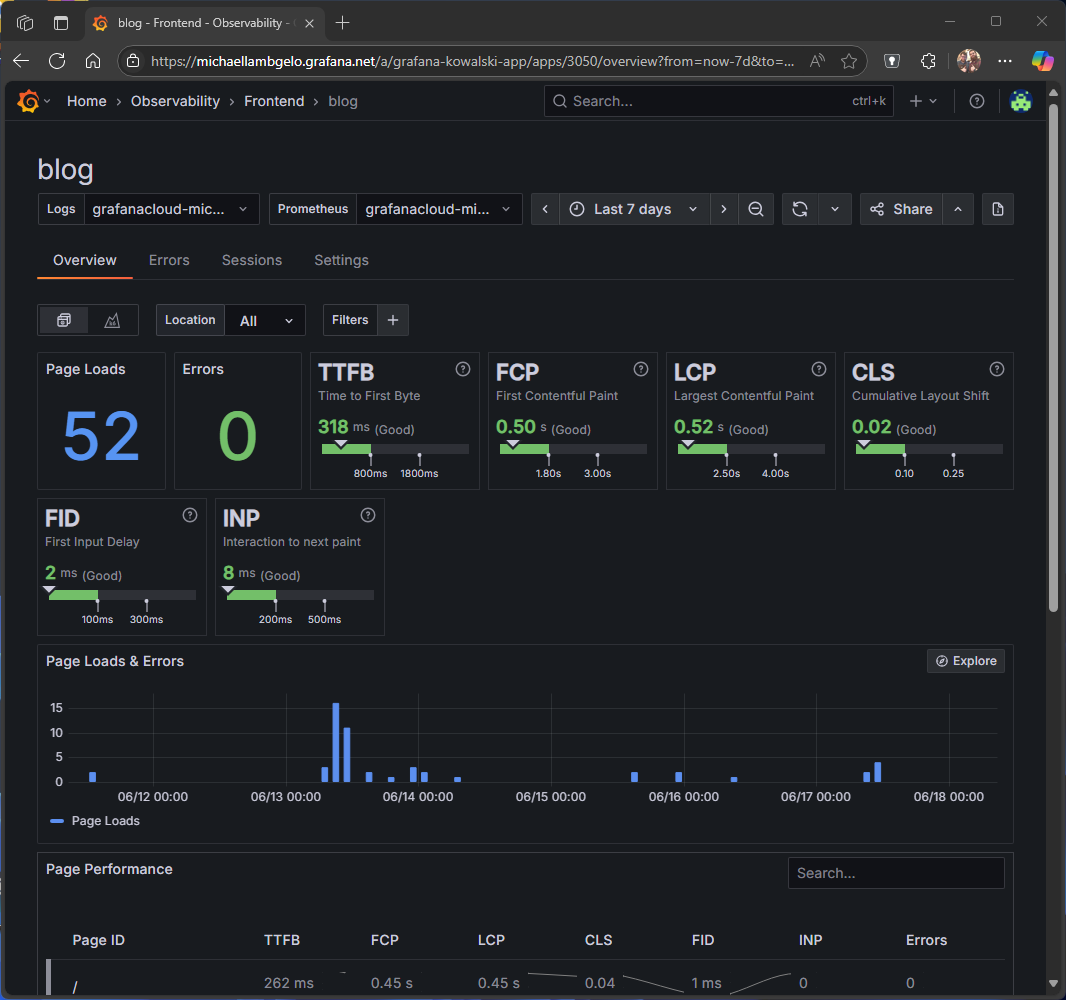 blog - Frontend - Observability -
https://michaellambgelo.grafana.net/a/grafana-kowalski-app/apps/3050/overview?from=now-7d&to=...
Home › Observability › Frontend › blog
Search... ctrl+k
blog
Logs grafanacloud-mic... Prometheus grafanacloud-mi... Last 7 days Share
Overview Errors Sessions Settings
Location All Filters +
Page Loads
52
Errors
0
TTFB
Time to First Byte
318 ms (Good)
800ms 1800ms
FCP
First Contentful Paint
0.50 s (Good)
1.80s 3.00s
LCP
Largest Contentful Paint
0.52 s (Good)
2.50s 4.00s
CLS
Cumulative Layout Shift
0.02 (Good)
0.10 0.25
FID
First Input Delay
2 ms (Good)
100ms 300ms
INP
Interaction to next paint
8 ms (Good)
200ms 500ms
Page Loads & Errors
Explore
15
10
5
0
06/12 00:00 06/13 00:00 06/14 00:00 06/15 00:00 06/16 00:00 06/17 00:00 06/18 00:00
Page Loads
Page Performance
Search...
Page ID TTFB FCP LCP CLS FID INP Errors
/ 262 ms 0.45 s 0.45 s 0.04 1 ms 0 0